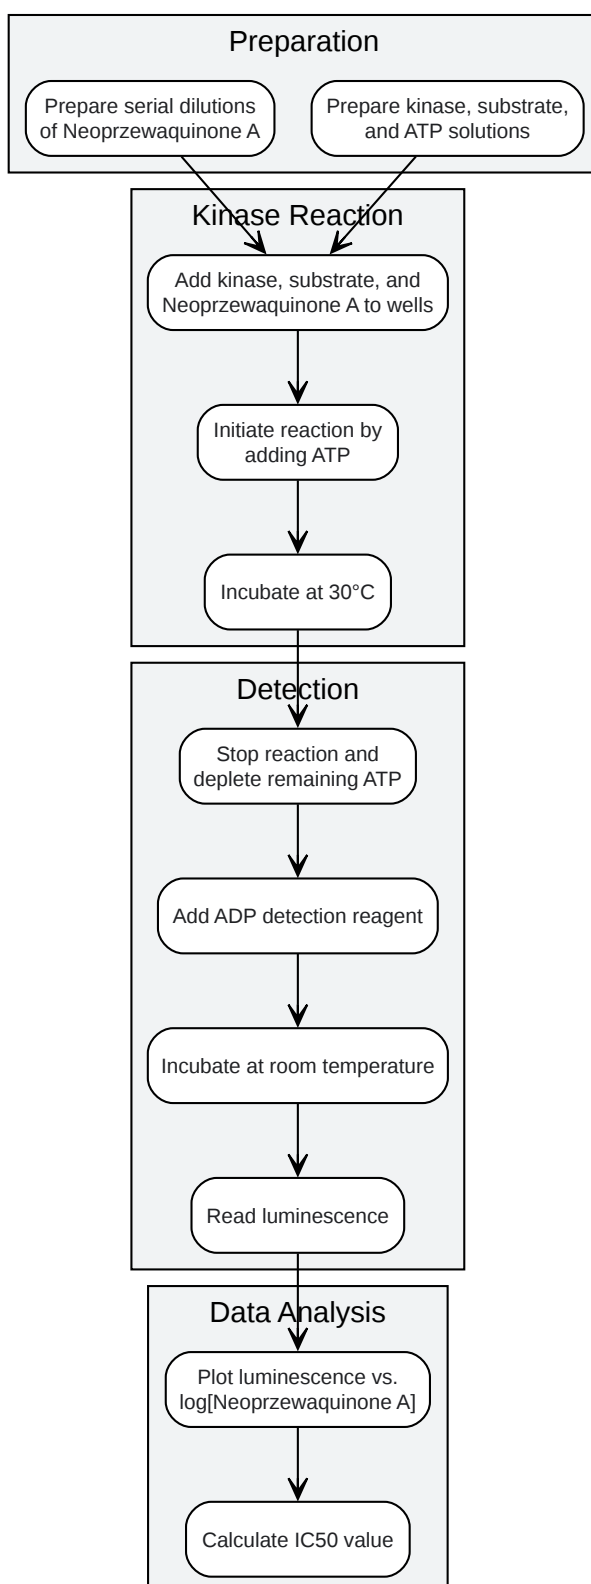 Preparation
Prepare serial dilutions
of Neoprzewaquinone A
Prepare kinase, substrate,
and ATP solutions
Kinase Reaction
Add kinase, substrate, and
Neoprzewaquinone A to wells
Initiate reaction by
adding ATP
Incubate at 30°C
Detection
Stop reaction and
deplete remaining ATP
Add ADP detection reagent
Incubate at room temperature
Read luminescence
Data Analysis
Plot luminescence vs.
log[Neoprzewaquinone A]
Calculate IC50 value